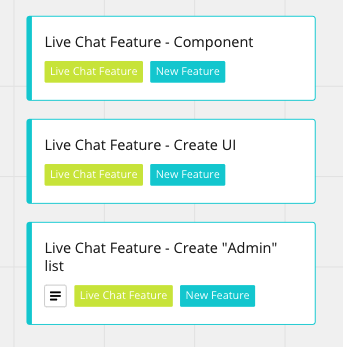 Live Chat Feature - Component
Live Chat Feature New Feature
Live Chat Feature - Create UI
Live Chat Feature New Feature
Live Chat Feature - Create "Admin"
list
Live Chat Feature New Feature